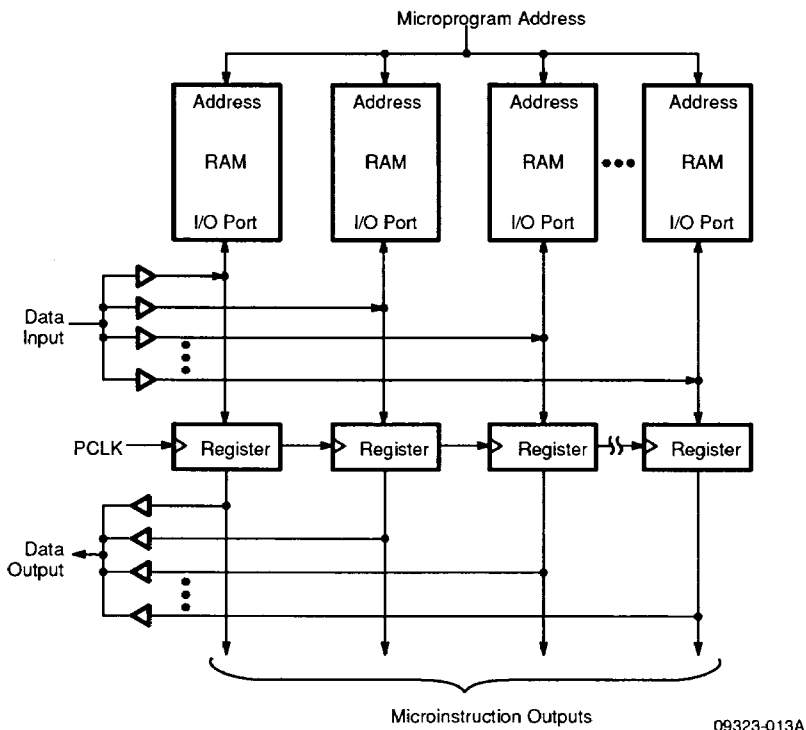 Microprogram Address
Address Address Address Address
RAM RAM RAM RAM
I/O Port I/O Port I/O Port I/O Port
Data
Input
PCLK Register Register Register Register
Data
Output
Microinstruction Outputs
09323-013A